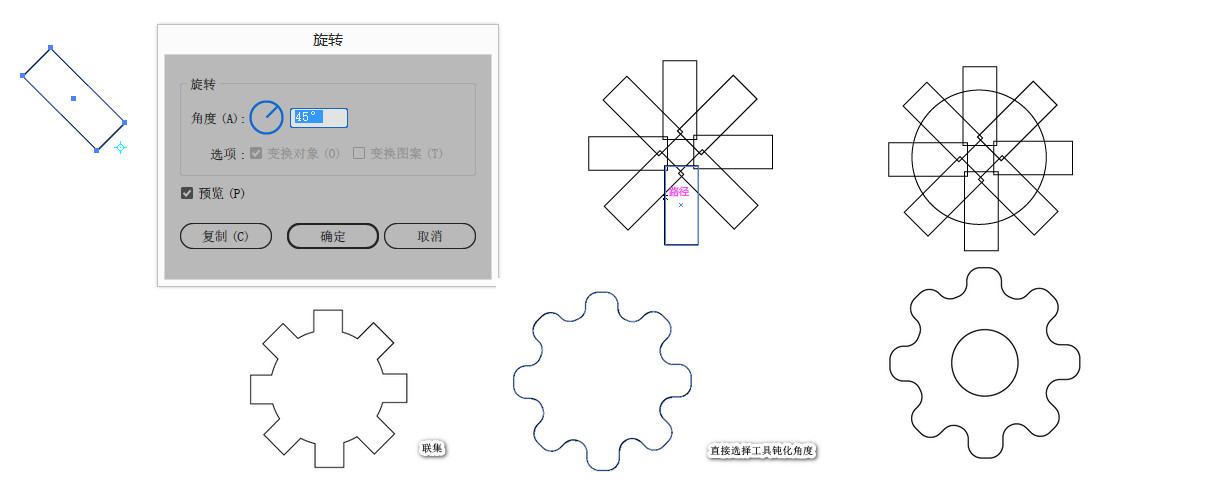 旋转
旋转
角度 (A) : 45°
选项 : 变换对象 (O) 变换图案 (T)
预览 (P)
复制 (C) 确定 取消
路径
联集
直接选择工具钝化角度